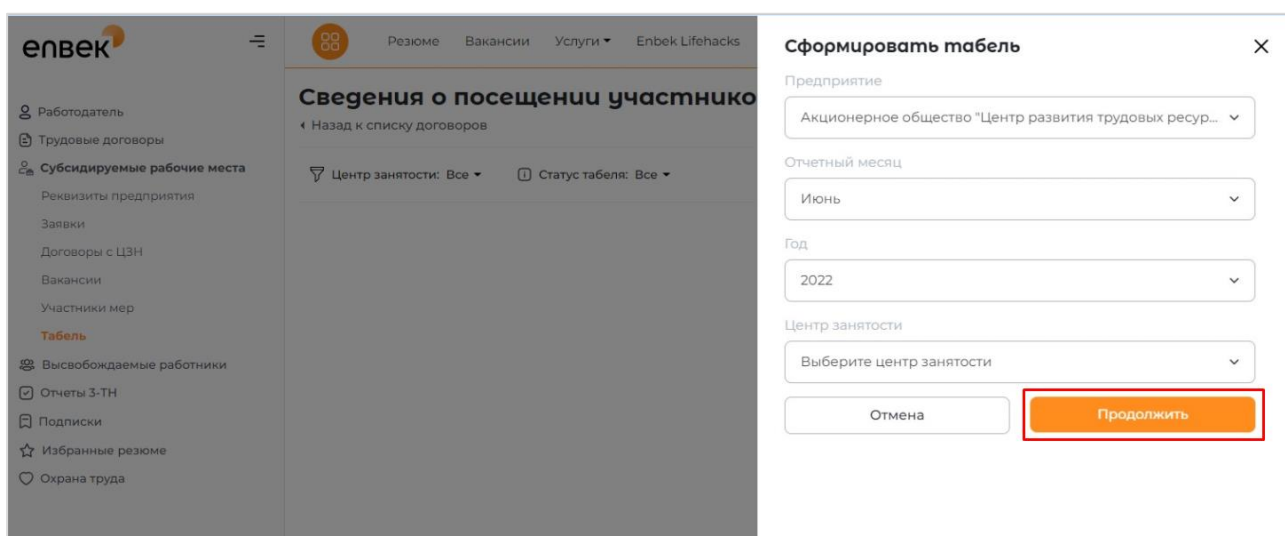 enbek
Резюме Вакансии Услуги Enbek Lifehacks
Работодатель
Трудовые договоры
Субсидируемые рабочие места
Реквизиты предприятия
Заявки
Договоры с ЦЗН
Вакансии
Участники мер
Табель
Высвобождаемые работники
Отчеты 3-ТН
Подписки
Избранные резюме
Охрана труда
Сведения о посещении участнико
Назад к списку договоров
Центр занятости: Все Статус табеля: Все
Сформировать табель
Предприятие
Акционерное общество "Центр развития трудовых ресур...
Отчетный месяц
Июнь
Год
2022
Центр занятости
Выберите центр занятости
Отмена Продолжить